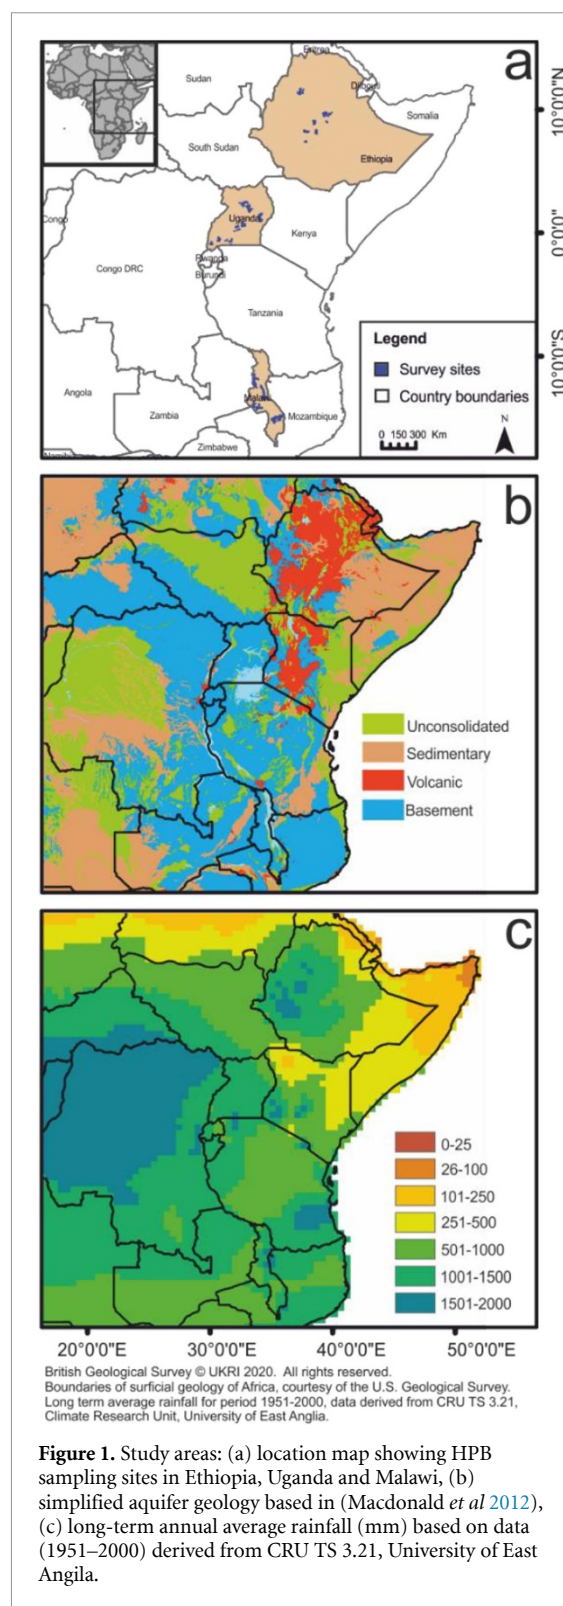 a
Eritrea
Sudan
Djibouti
Somalia
South Sudan
Ethiopia
Uganda
Congo
Kenya
Rwanda
Congo DRC
Burundi
Tanzania
Angola
Malawi
Zambia
Mozambique
Zimbabwe
Legend
Survey sites
Country boundaries
N
0 150 300 Km
10°0'0"N
0°0'0"
10°0'0"S
b
Unconsolidated
Sedimentary
Volcanic
Basement
c
0-25
26-100
101-250
251-500
501-1000
1001-1500
1501-2000
20°0'0"E 30°0'0"E 40°0'0"E 50°0'0"E
British Geological Survey © UKRI 2020. All rights reserved.
Boundaries of surficial geology of Africa, courtesy of the U.S. Geological Survey.
Long term average rainfall for period 1951-2000, data derived from CRU TS 3.21,
Climate Research Unit, University of East Anglia.
Figure 1. Study areas: (a) location map showing HPB
sampling sites in Ethiopia, Uganda and Malawi, (b)
simplified aquifer geology based in (Macdonald et al 2012),
(c) long-term annual average rainfall (mm) based on data
(1951–2000) derived from CRU TS 3.21, University of East
Angila.